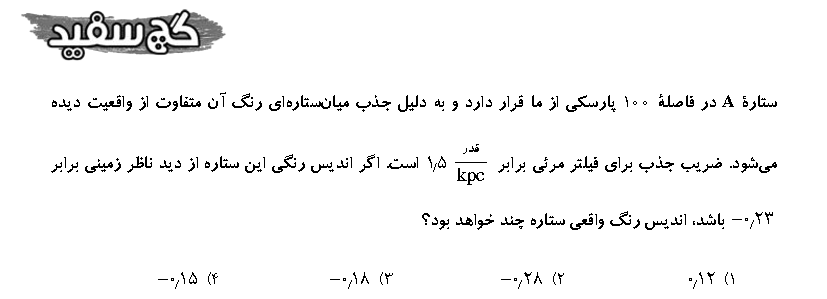 گچ سفید
ستارهٔ A در فاصلهٔ ۱۰۰ پارسکی از ما قرار دارد و به دلیل جذب میان‌ستاره‌ای رنگ آن متفاوت از واقعیت دیده
می‌شود. ضریب جذب برای فیلتر مرئی برابر ۱٫۵ قدر/kpc است. اگر اندیس رنگی این ستاره از دید ناظر زمینی برابر
−۰٫۲۳ باشد، اندیس رنگ واقعی ستاره چند خواهد بود؟
۱) ۰٫۱۲ ۲) −۰٫۲۸ ۳) −۰٫۱۸ ۴) −۰٫۱۵